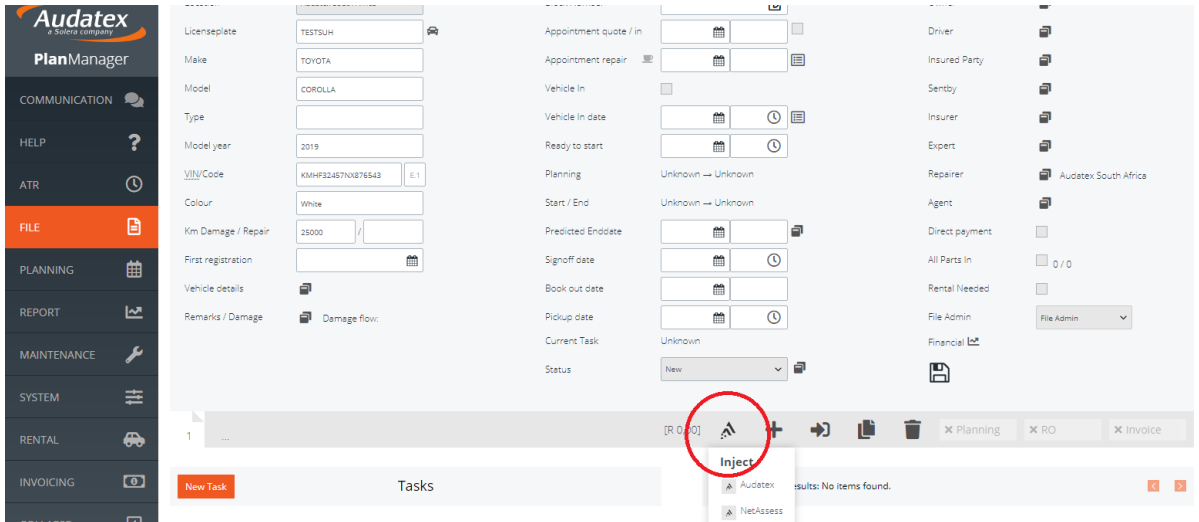 Audatex
a Solera company
PlanManager
COMMUNICATION
HELP
ATR
FILE
PLANNING
REPORT
MAINTENANCE
SYSTEM
RENTAL
INVOICING
Licenseplate TESTSUH
Make TOYOTA
Model COROLLA
Type
Model year 2019
VIN/Code KMHF32457NX876543 E.1
Colour White
Km Damage / Repair 25000 /
First registration
Vehicle details
Remarks / Damage Damage flow:
Appointment quote / in
Appointment repair
Vehicle In
Vehicle In date
Ready to start
Planning Unknown → Unknown
Start / End Unknown → Unknown
Predicted Enddate
Signoff date
Book out date
Pickup date
Current Task Unknown
Status New
Driver
Insured Party
Sentby
Insurer
Expert
Repairer Audatex South Africa
Agent
Direct payment
All Parts In 0 / 0
Rental Needed
File Admin File Admin
Financial
1 ... [R 0,00] × Planning × RO × Invoice
Inject
Audatex
NetAssess
New Task Tasks
Results: No items found.